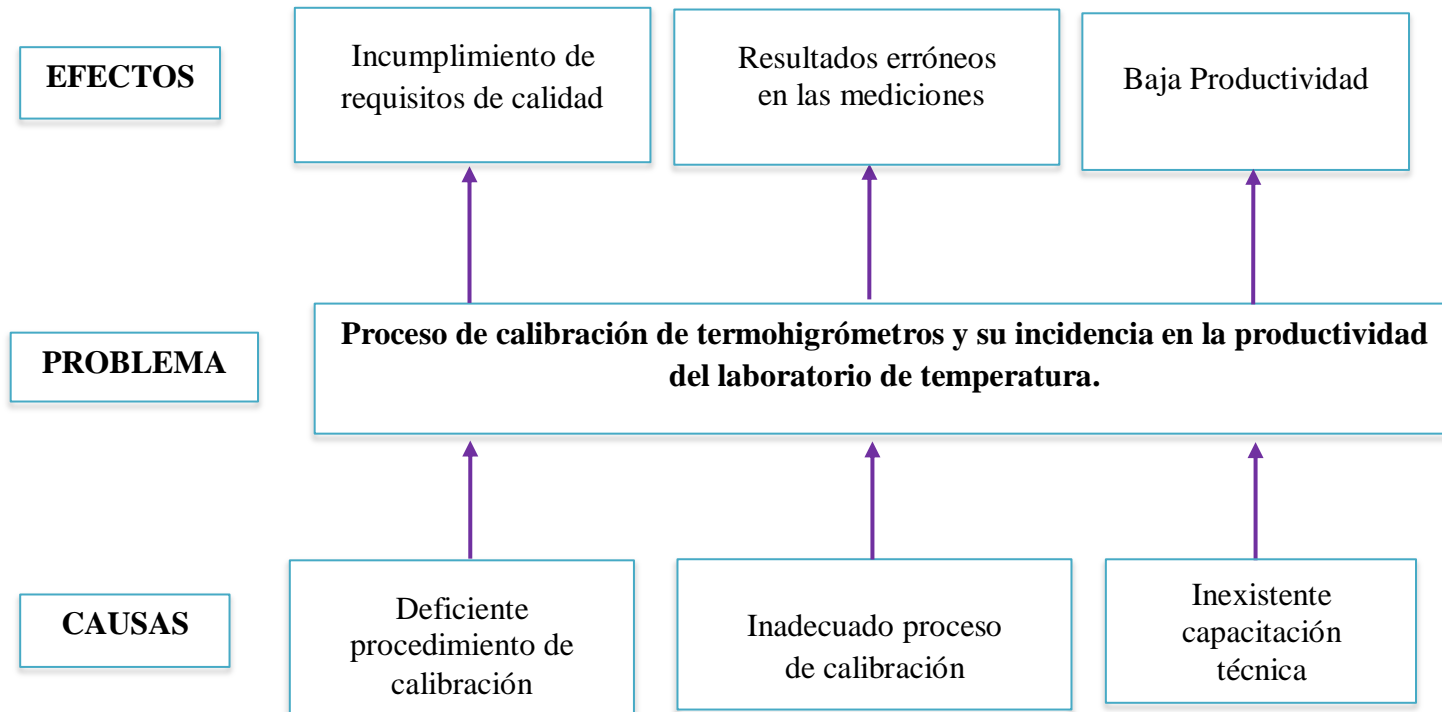 EFECTOS
Incumplimiento de
requisitos de calidad
Resultados erróneos
en las mediciones
Baja Productividad
PROBLEMA
Proceso de calibración de termohigrómetros y su incidencia en la productividad
del laboratorio de temperatura.
CAUSAS
Deficiente
procedimiento de
calibración
Inadecuado proceso
de calibración
Inexistente
capacitación
técnica